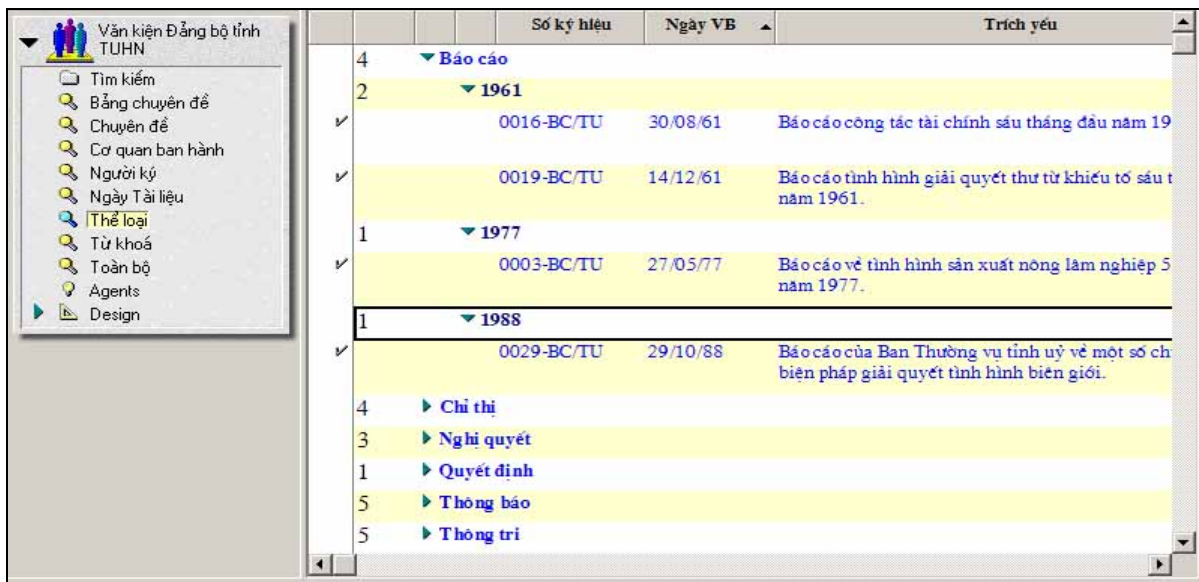 Văn kiện Đảng bộ tỉnh
TUHN
Tìm kiếm
Bảng chuyên đề
Chuyên đề
Cơ quan ban hành
Người ký
Ngày Tài liệu
Thể loại
Từ khoá
Toàn bộ
Agents
Design
Số ký hiệu Ngày VB Trích yếu
4 Báo cáo
2 1961
0016-BC/TU 30/08/61 Báo cáo công tác tài chính sáu tháng đầu năm 19
0019-BC/TU 14/12/61 Báo cáo tình hình giải quyết thư từ khiếu tố sáu t
năm 1961.
1 1977
0003-BC/TU 27/05/77 Báo cáo về tình hình sản xuất nông lâm nghiệp 5
năm 1977.
1 1988
0029-BC/TU 29/10/88 Báo cáo của Ban Thường vụ tỉnh uỷ về một số ch
biện pháp giải quyết tình hình biên giới.
4 Chỉ thị
3 Nghị quyết
1 Quyết định
5 Thông báo
5 Thông tri